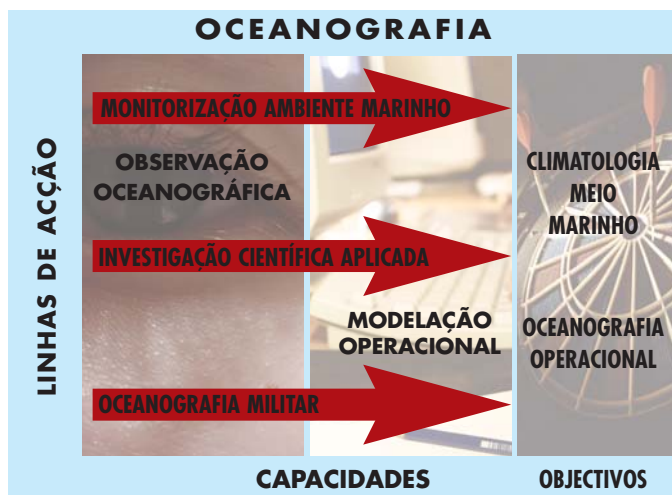 OCEANOGRAFIA
LINHAS DE ACÇÃO
MONITORIZAÇÃO AMBIENTE MARINHO
OBSERVAÇÃO
OCEANOGRÁFICA
CLIMATOLOGIA
MEIO
MARINHO
INVESTIGAÇÃO CIENTÍFICA APLICADA
MODELAÇÃO
OPERACIONAL
OCEANOGRAFIA
OPERACIONAL
OCEANOGRAFIA MILITAR
CAPACIDADES
OBJECTIVOS